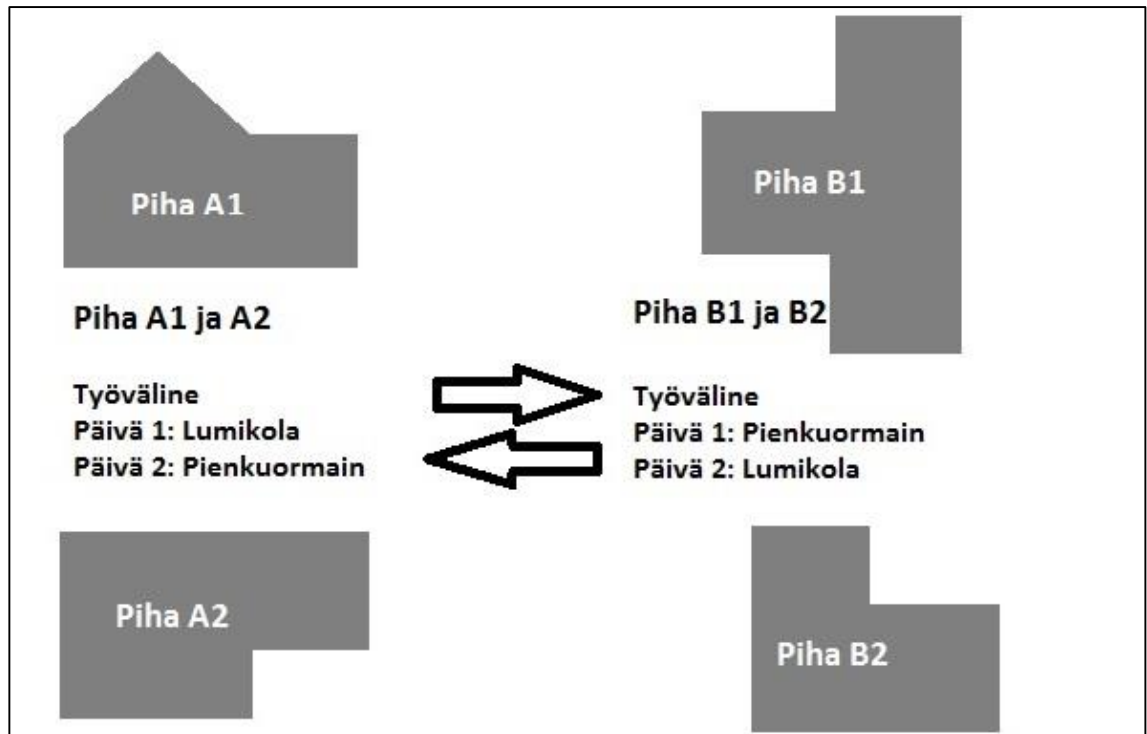 Piha A1
Piha B1
Piha A1 ja A2
Piha B1 ja B2
Työväline
Päivä 1: Lumikola
Päivä 2: Pienkuormain
Työväline
Päivä 1: Pienkuormain
Päivä 2: Lumikola
Piha A2
Piha B2